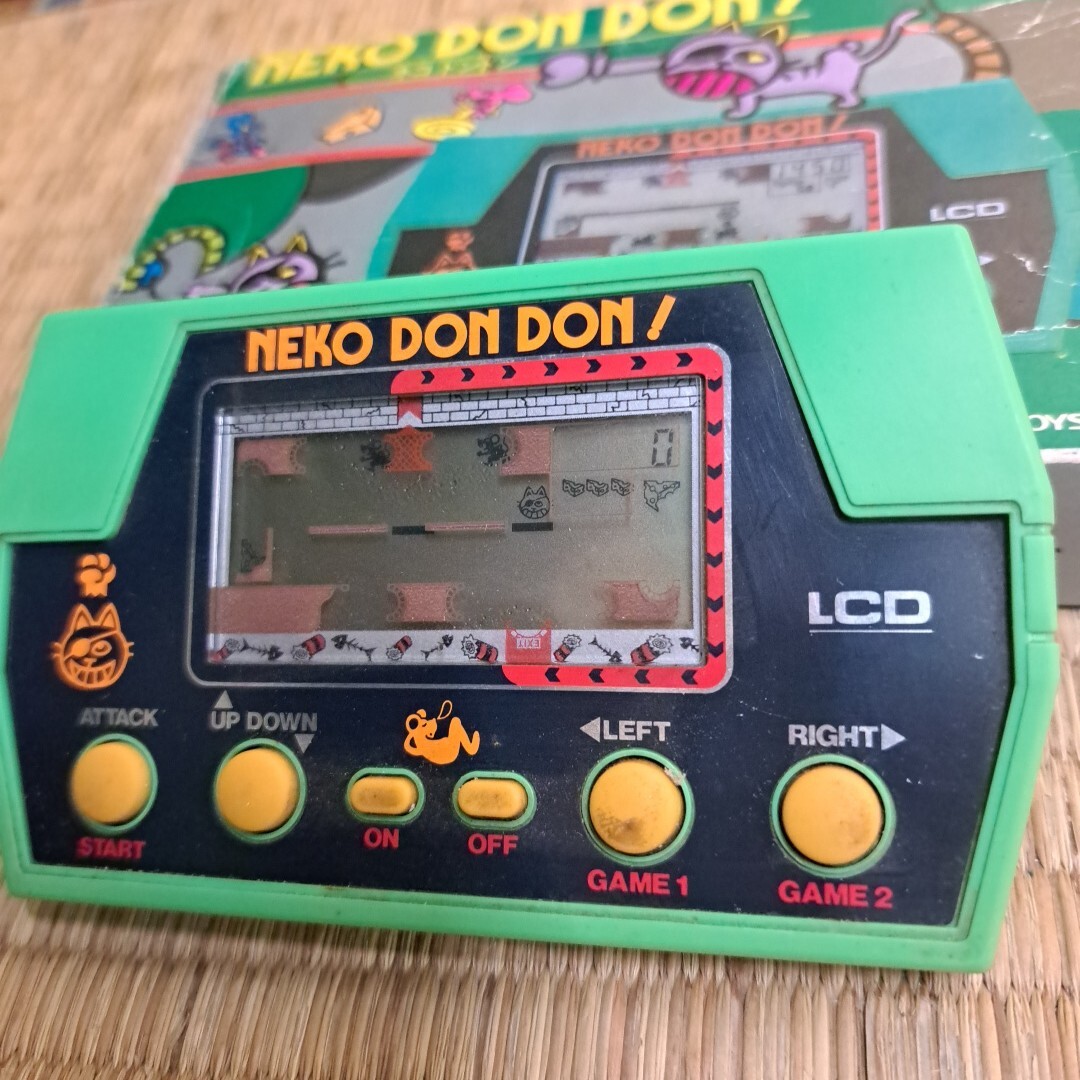 NEKO DON DON!
NEKO DON DON!
1450
LCD
NEKO DON DON!
0
EXIT
LCD
ATTACK
UP DOWN
◀LEFT
RIGHT▶
START
ON
OFF
GAME 1
GAME 2